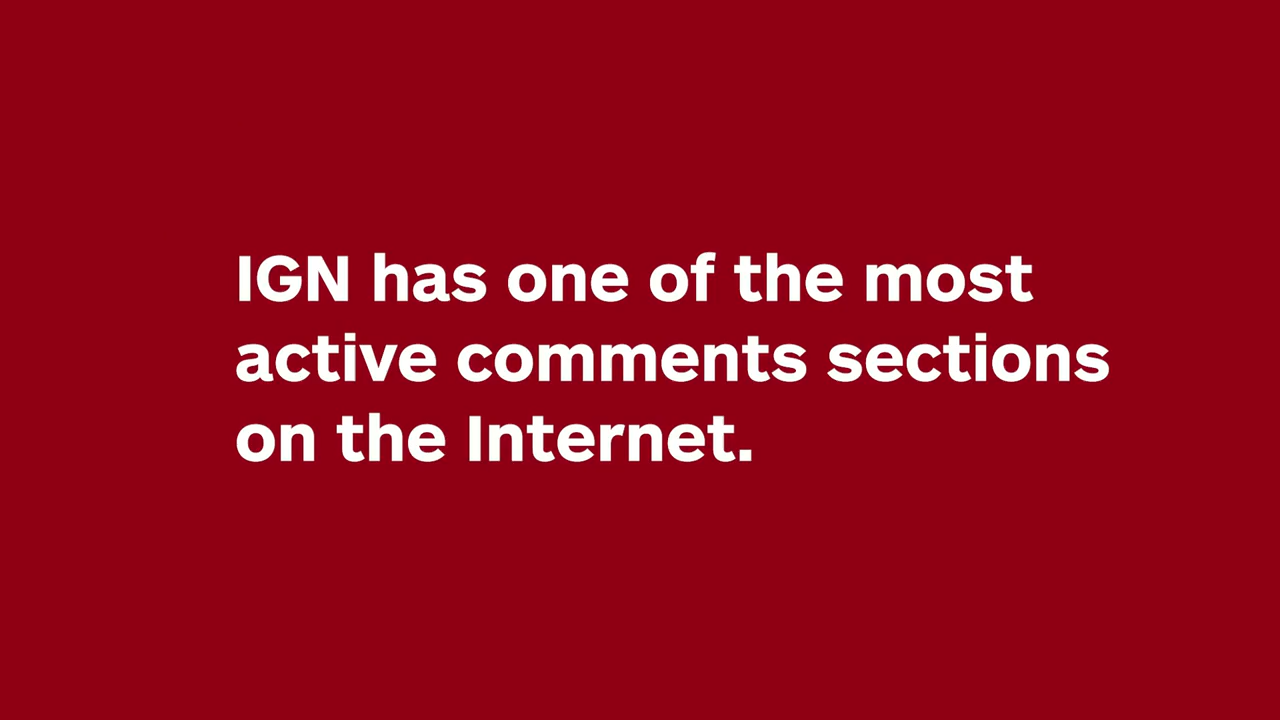 IGN has one of the most
active comments sections
on the Internet.